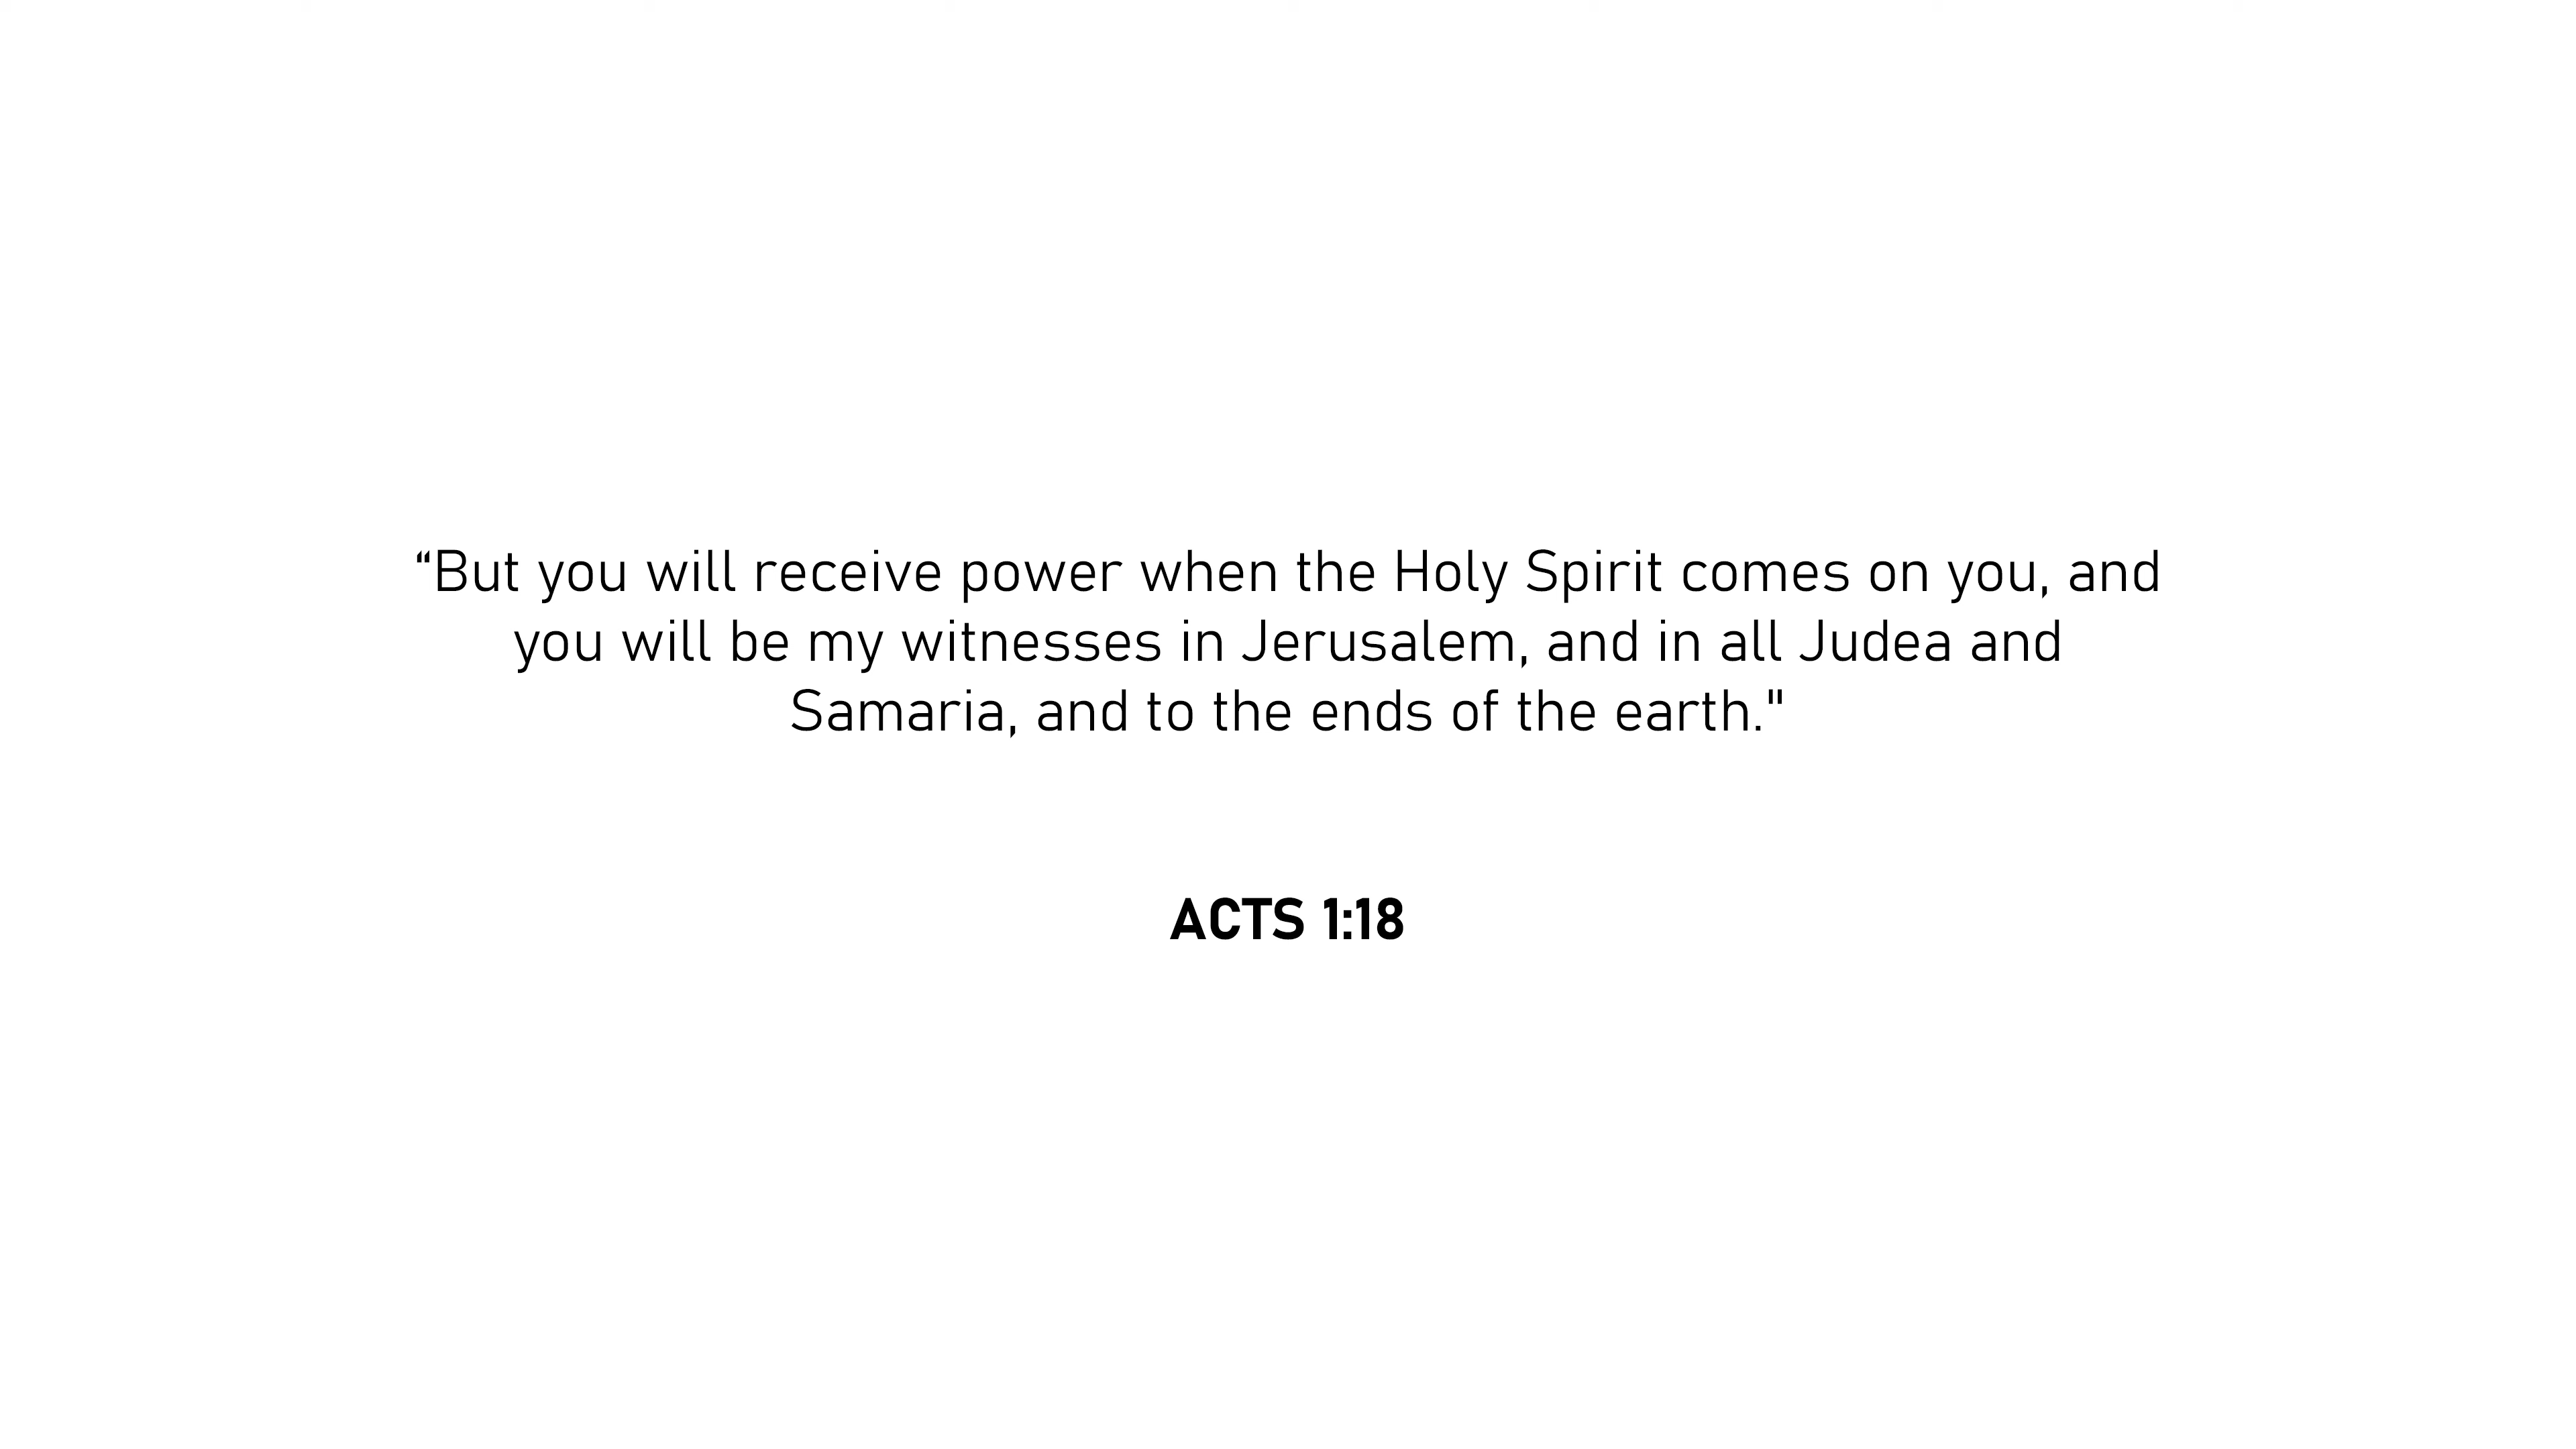 “But you will receive power when the Holy Spirit comes on you, and
you will be my witnesses in Jerusalem, and in all Judea and
Samaria, and to the ends of the earth."
ACTS 1:18